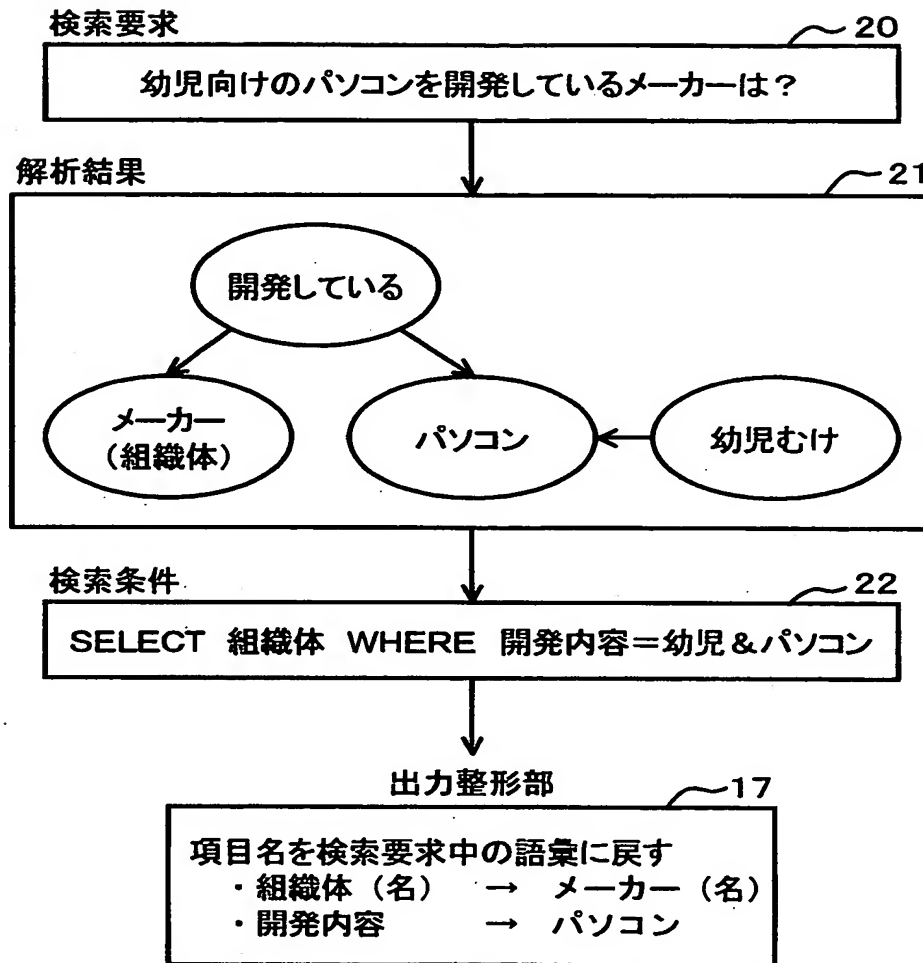 検索要求
20
幼児向けのパソコンを開発しているメーカーは？
解析結果
21
開発している
メーカー
（組織体）
パソコン
幼児むけ
検索条件
22
SELECT 組織体 WHERE 開発内容＝幼児＆パソコン
出力整形部
17
項目名を検索要求中の語彙に戻す
・組織体（名） → メーカー（名）
・開発内容 → パソコン